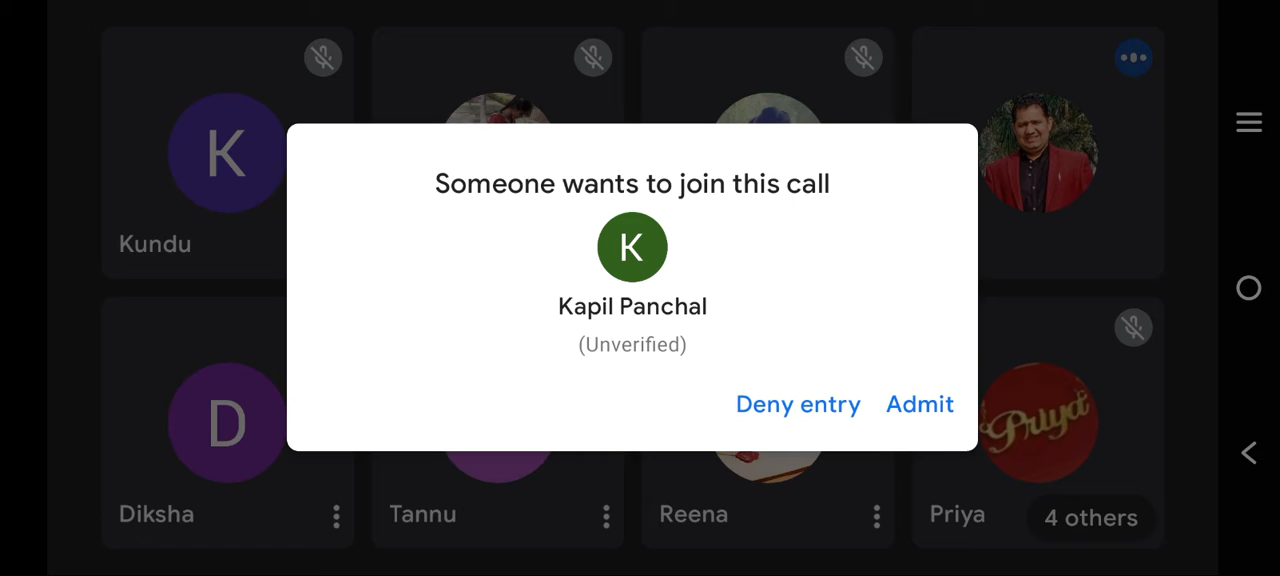 K
Kundu
Someone wants to join this call
K
Kapil Panchal
(Unverified)
Deny entry Admit
D
Diksha
Tannu
Reena
Priya
Priya
4 others